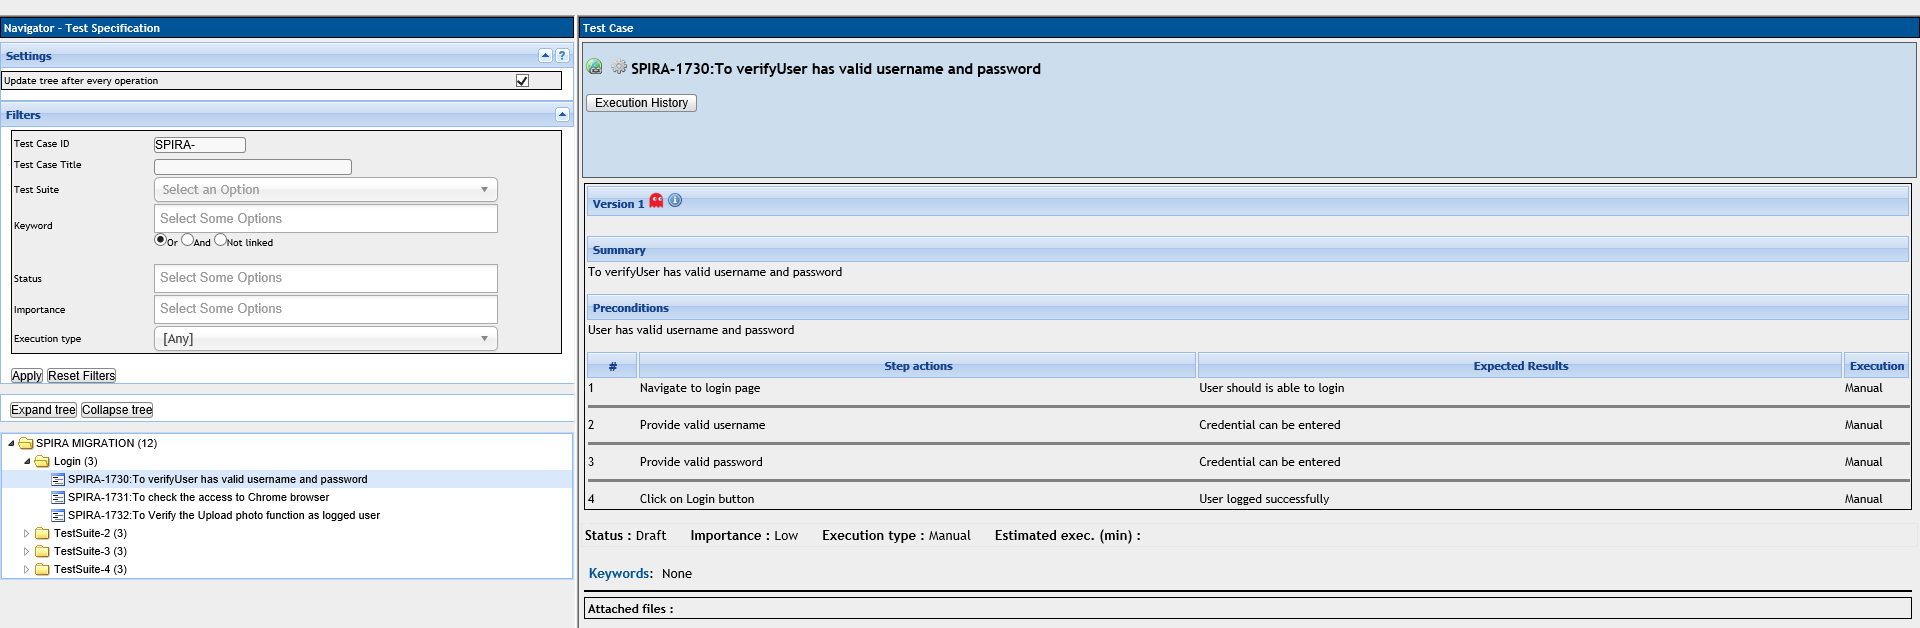 Navigator - Test Specification
Settings
?
Update tree after every operation
Filters
Test Case ID SPIRA-
Test Case Title
Test Suite Select an Option
Keyword Select Some Options
Or And Not linked
Status Select Some Options
Importance Select Some Options
Execution type [Any]
Apply Reset Filters
Expand tree Collapse tree
SPIRA MIGRATION (12)
Login (3)
SPIRA-1730:To verifyUser has valid username and password
SPIRA-1731:To check the access to Chrome browser
SPIRA-1732:To Verify the Upload photo function as logged user
TestSuite-2 (3)
TestSuite-3 (3)
TestSuite-4 (3)
Test Case
SPIRA-1730:To verifyUser has valid username and password
Execution History
Version 1
Summary
To verifyUser has valid username and password
Preconditions
User has valid username and password
# Step actions Expected Results Execution
1 Navigate to login page User should is able to login Manual
2 Provide valid username Credential can be entered Manual
3 Provide valid password Credential can be entered Manual
4 Click on Login button User logged successfully Manual
Status : Draft Importance : Low Execution type : Manual Estimated exec. (min) :
Keywords: None
Attached files :